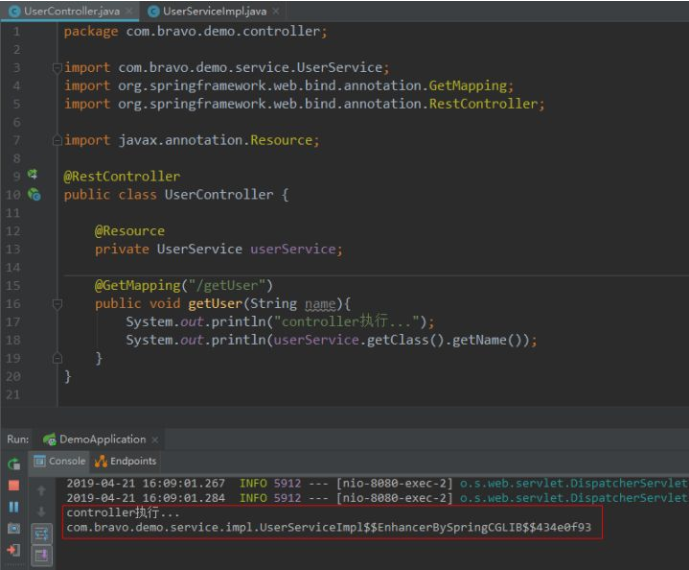 UserController.java × UserServiceImpl.java ×
1 package com.bravo.demo.controller;
2
3 import com.bravo.demo.service.UserService;
4 import org.springframework.web.bind.annotation.GetMapping;
5 import org.springframework.web.bind.annotation.RestController;
6
7 import javax.annotation.Resource;
8
9 @RestController
10 public class UserController {
11
12 @Resource
13 private UserService userService;
14
15 @GetMapping("/getUser")
16 public void getUser(String name){
17 System.out.println("controller执行...");
18 System.out.println(userService.getClass().getName());
19 }
20 }
21
Run: DemoApplication ×
Console Endpoints
2019-04-21 16:09:01.267 INFO 5912 --- [nio-8080-exec-2] o.s.web.servlet.DispatcherServlet
2019-04-21 16:09:01.284 INFO 5912 --- [nio-8080-exec-2] o.s.web.servlet.DispatcherServlet
controller执行...
com.bravo.demo.service.impl.UserServiceImpl$$EnhancerBySpringCGLIB$$434e0f93